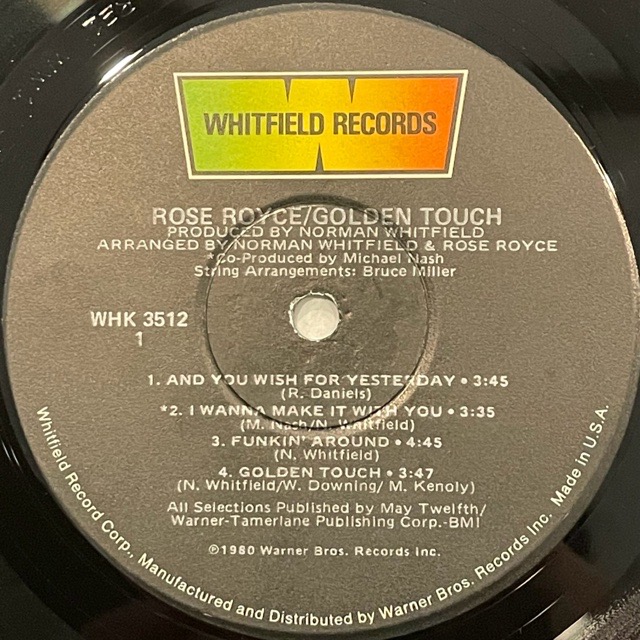 WHITFIELD RECORDS
ROSE ROYCE/GOLDEN TOUCH
PRODUCED BY NORMAN WHITFIELD
ARRANGED BY NORMAN WHITFIELD & ROSE ROYCE
*Co-Produced by Michael Nash
String Arrangements: Bruce Miller
WHK 3512
1
1. AND YOU WISH FOR YESTERDAY • 3:45
(R. Daniels)
*2. I WANNA MAKE IT WITH YOU • 3:35
(M. Nash/N. Whitfield)
3. FUNKIN' AROUND • 4:45
(N. Whitfield)
4. GOLDEN TOUCH • 3:47
(N. Whitfield/W. Downing/ M. Kenoly)
All Selections Published by May Twelfth/
Warner-Tamerlane Publishing Corp.-BMI
℗1980 Warner Bros. Records Inc.
Whitfield Record Corp., Manufactured and Distributed by Warner Bros. Records Inc. Made in U.S.A.